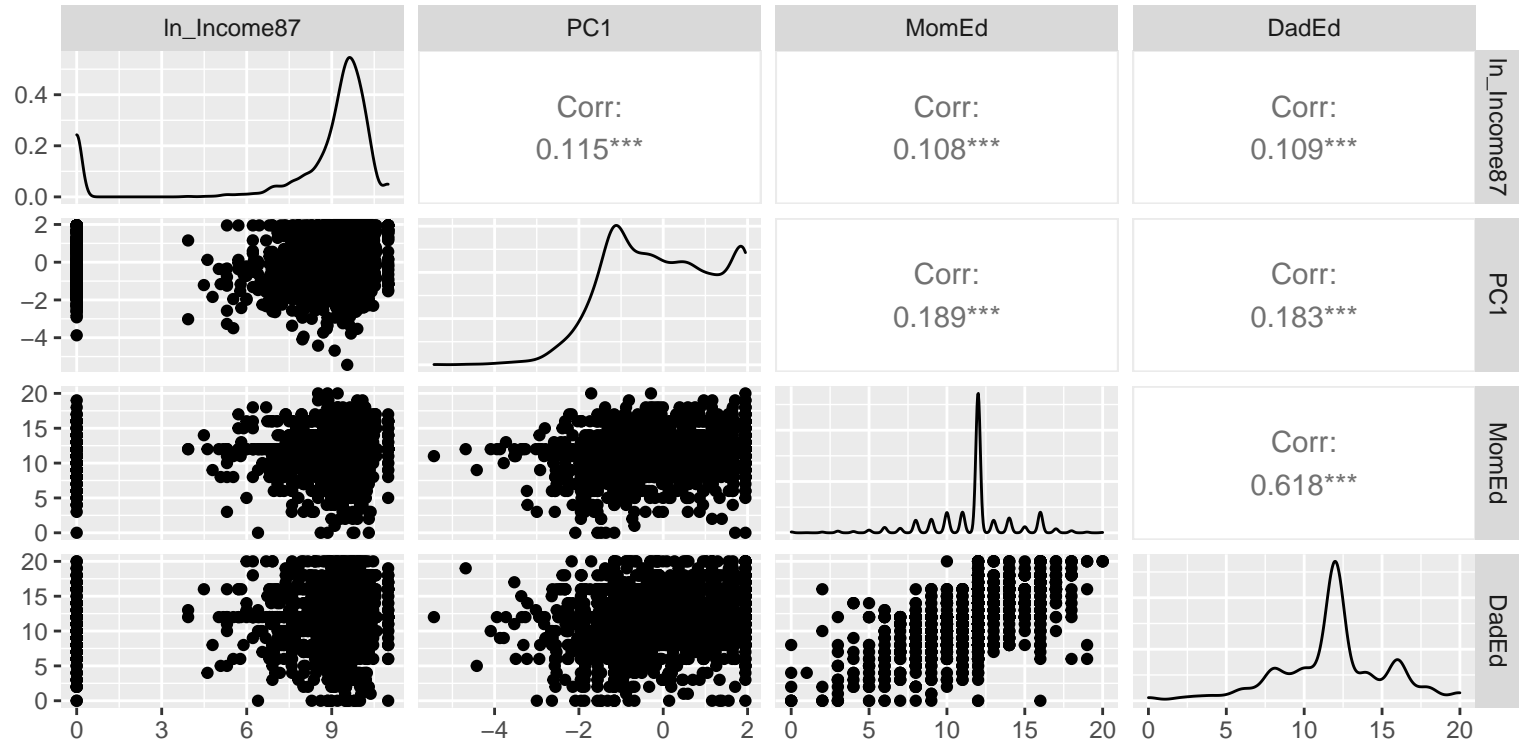 ln_Income87 PC1 MomEd DadEd
0.4
0.2
0.0
Corr:
0.115***
Corr:
0.108***
Corr:
0.109***
ln_Income87
2
0
−2
−4
Corr:
0.189***
Corr:
0.183***
PC1
20
15
10
5
0
Corr:
0.618***
MomEd
20
15
10
5
0
DadEd
0 3 6 9 −4 −2 0 2 0 5 10 15 20 0 5 10 15 20